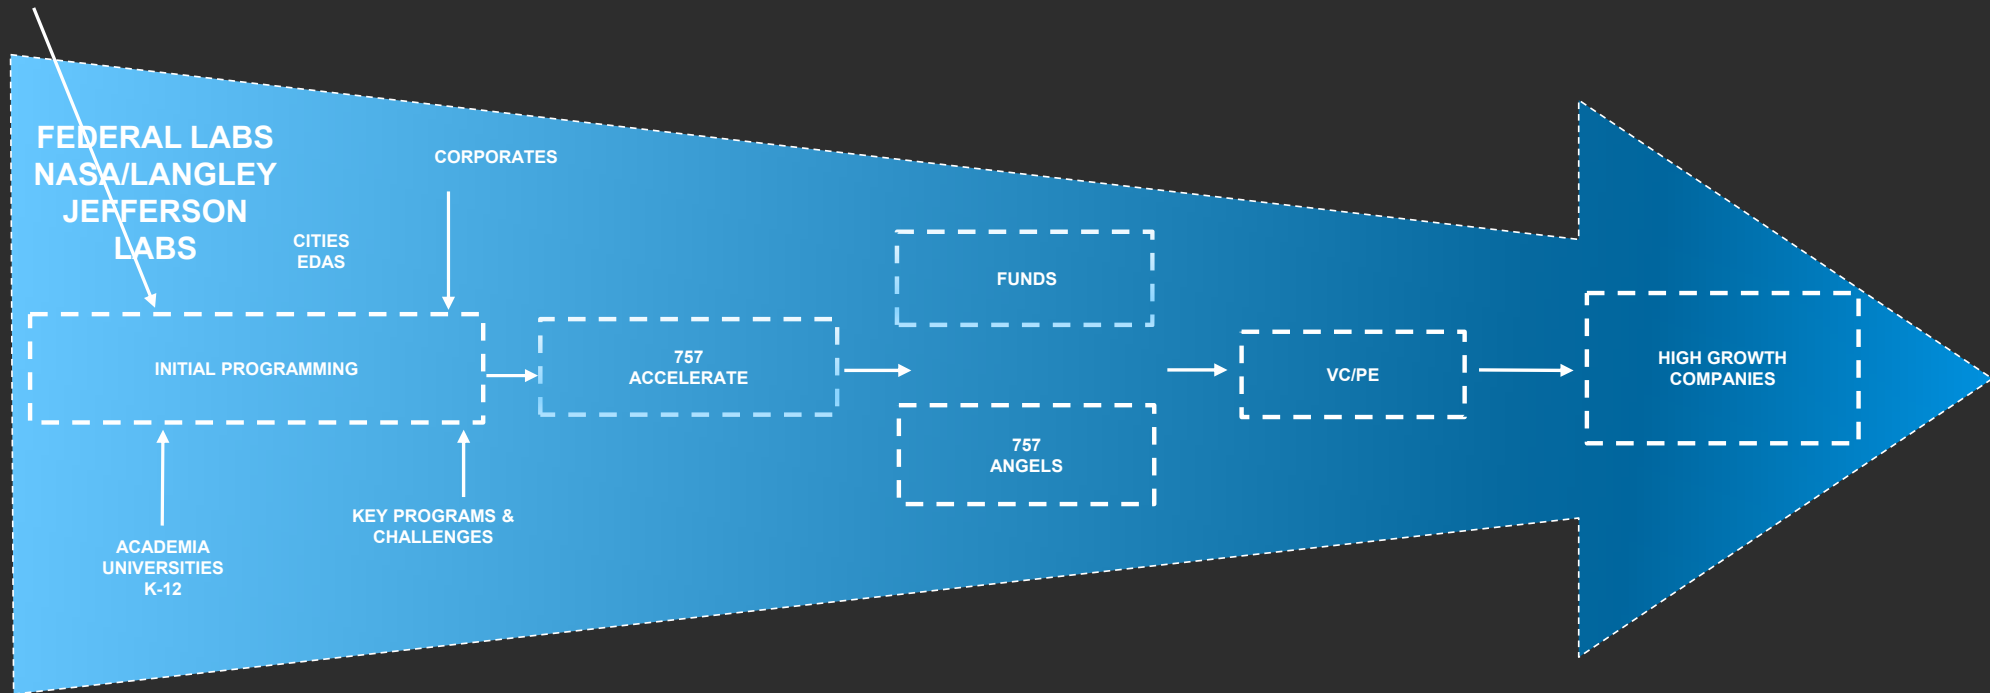 FEDERAL LABS
NASA/LANGLEY
JEFFERSON
LABS
CORPORATES
CITIES
EDAS
INITIAL PROGRAMMING
ACADEMIA
UNIVERSITIES
K-12
KEY PROGRAMS &
CHALLENGES
757
ACCELERATE
FUNDS
757
ANGELS
VC/PE
HIGH GROWTH
COMPANIES